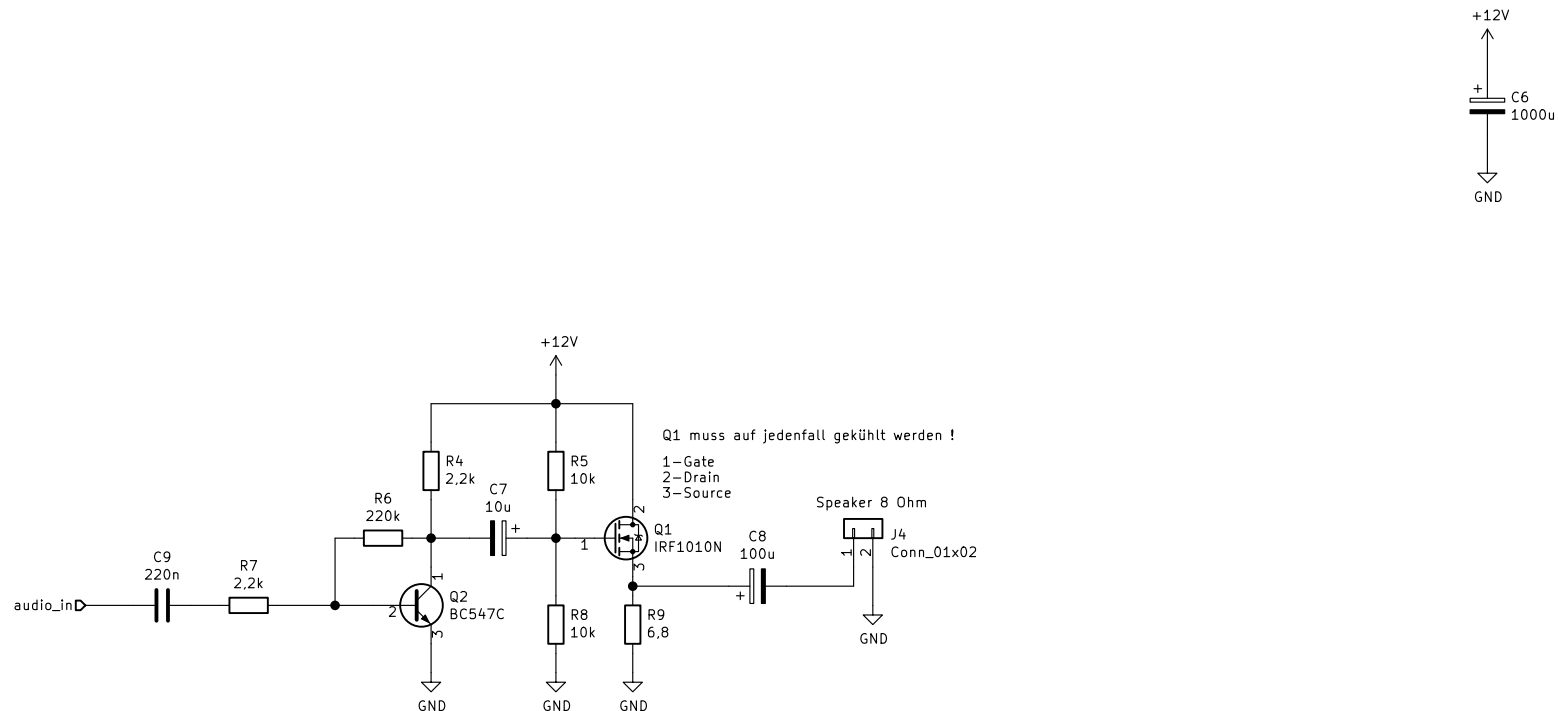 +12V
+
C6
1000u
GND
+12V
Q1 muss auf jedenfall gekühlt werden !
1-Gate
2-Drain
3-Source
R4
2,2k
R5
10k
C7
10u
+
R6
220k
Speaker 8 Ohm
J4
Conn_01x02
1
2
GND
2
Q1
IRF1010N
1
3
C8
100u
+
C9
220n
R7
2,2k
audio_in
1
2
Q2
BC547C
3
R8
10k
R9
6,8
GND
GND
GND